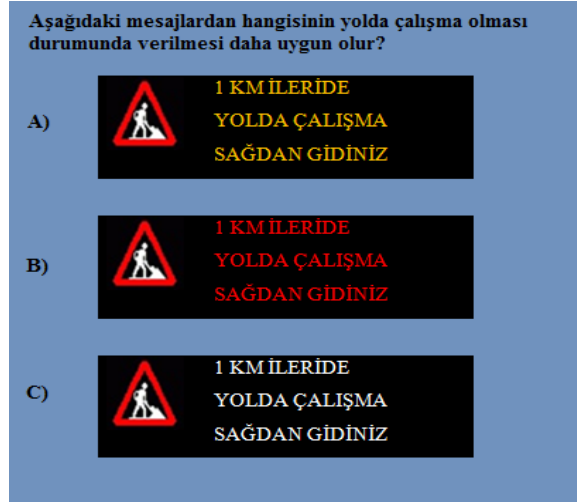 Aşağıdaki mesajlardan hangisinin yolda çalışma olması
durumunda verilmesi daha uygun olur?
A)
1 KM İLERİDE
YOLDA ÇALIŞMA
SAĞDAN GİDİNİZ
B)
1 KM İLERİDE
YOLDA ÇALIŞMA
SAĞDAN GİDİNİZ
C)
1 KM İLERİDE
YOLDA ÇALIŞMA
SAĞDAN GİDİNİZ